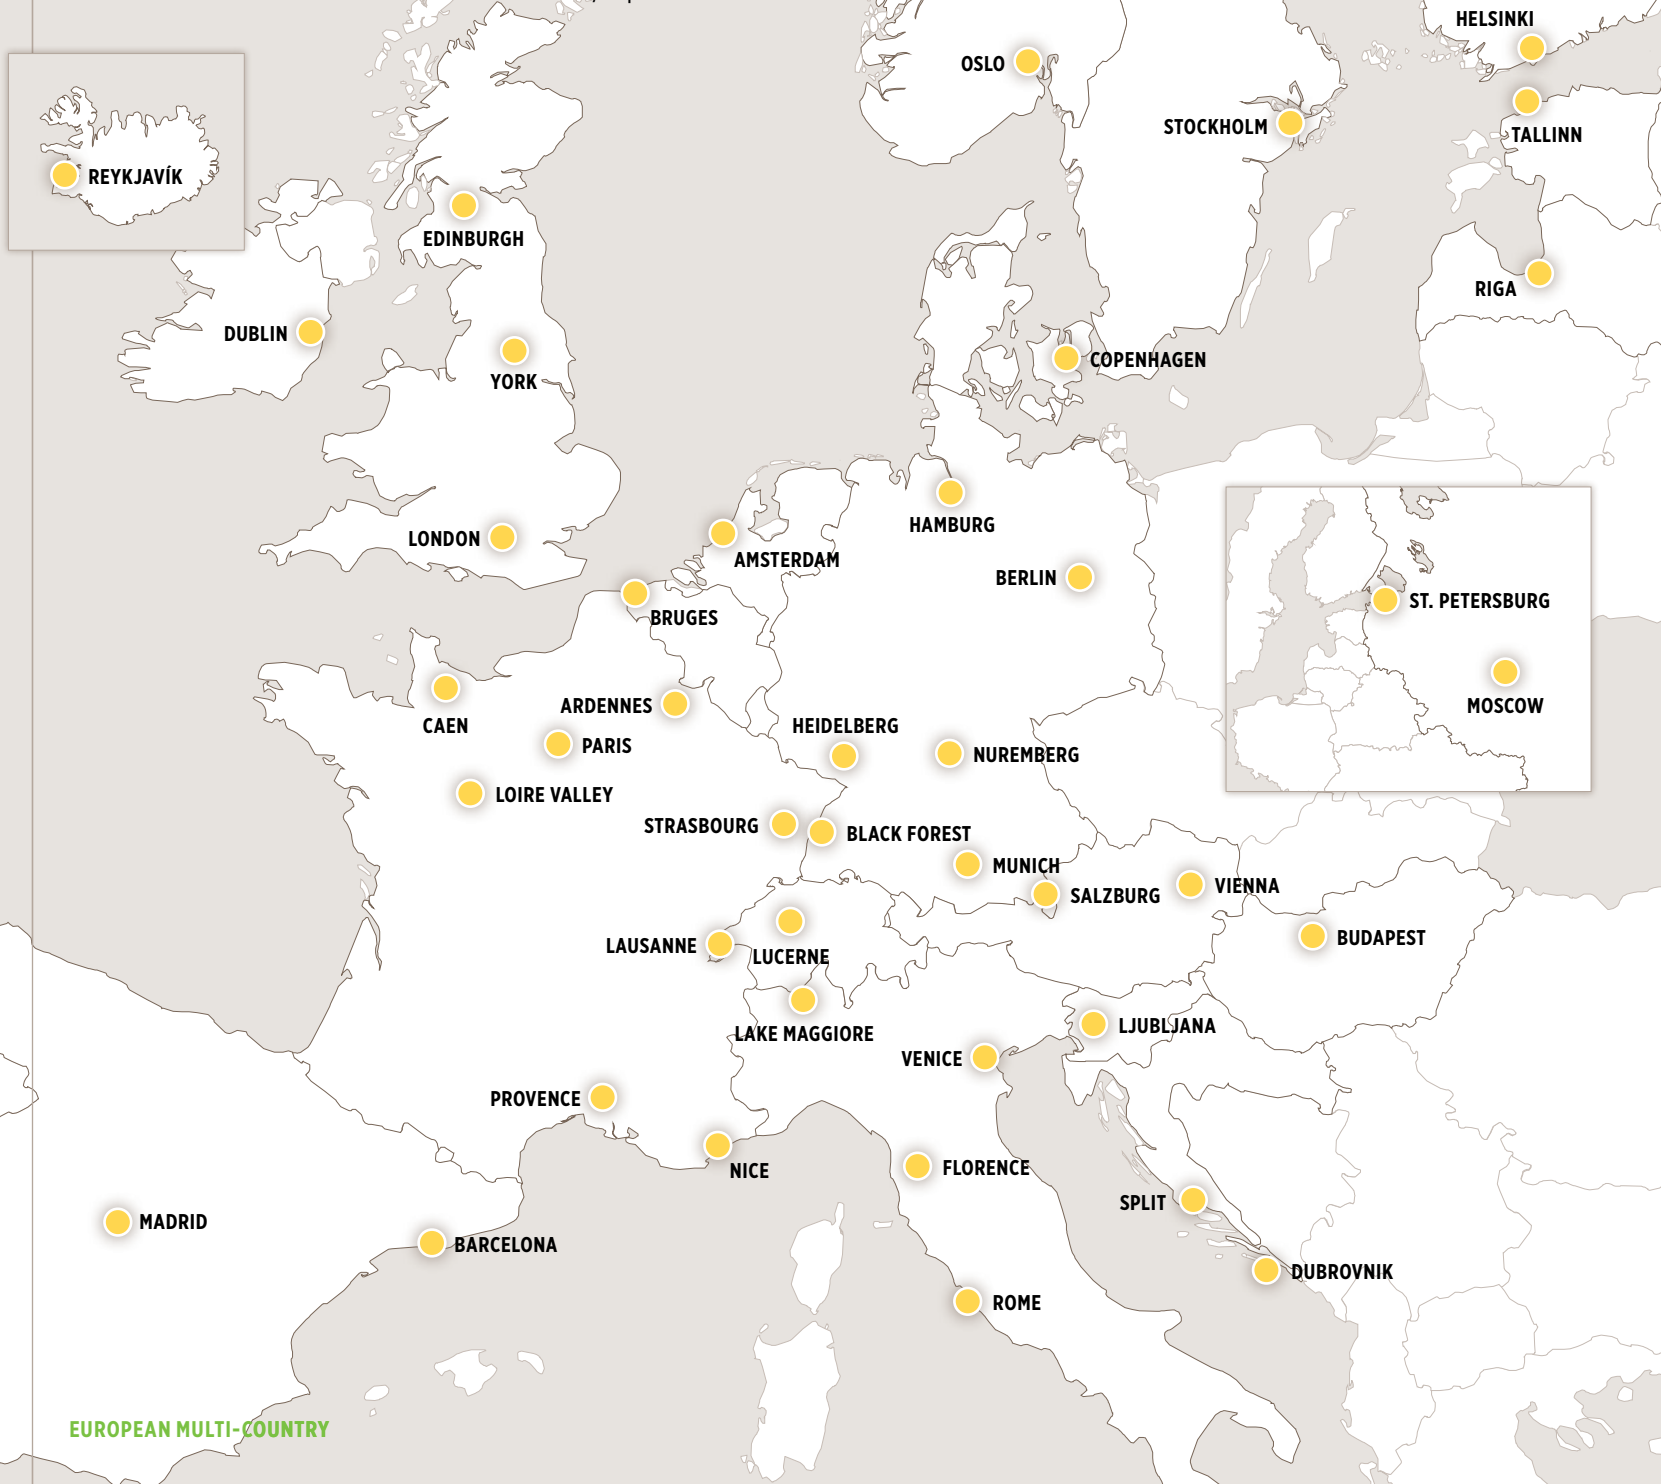 HELSINKI
OSLO
STOCKHOLM
TALLINN
REYKJAVÍK
EDINBURGH
RIGA
DUBLIN
COPENHAGEN
YORK
HAMBURG
LONDON
AMSTERDAM
BERLIN
ST. PETERSBURG
BRUGES
ARDENNES
MOSCOW
CAEN
HEIDELBERG
PARIS
NUREMBERG
LOIRE VALLEY
STRASBOURG
BLACK FOREST
MUNICH
SALZBURG
VIENNA
BUDAPEST
LAUSANNE
LUCERNE
LJUBLJANA
LAKE MAGGIORE
VENICE
PROVENCE
NICE
FLORENCE
SPLIT
MADRID
BARCELONA
DUBROVNIK
ROME
EUROPEAN MULTI-COUNTRY